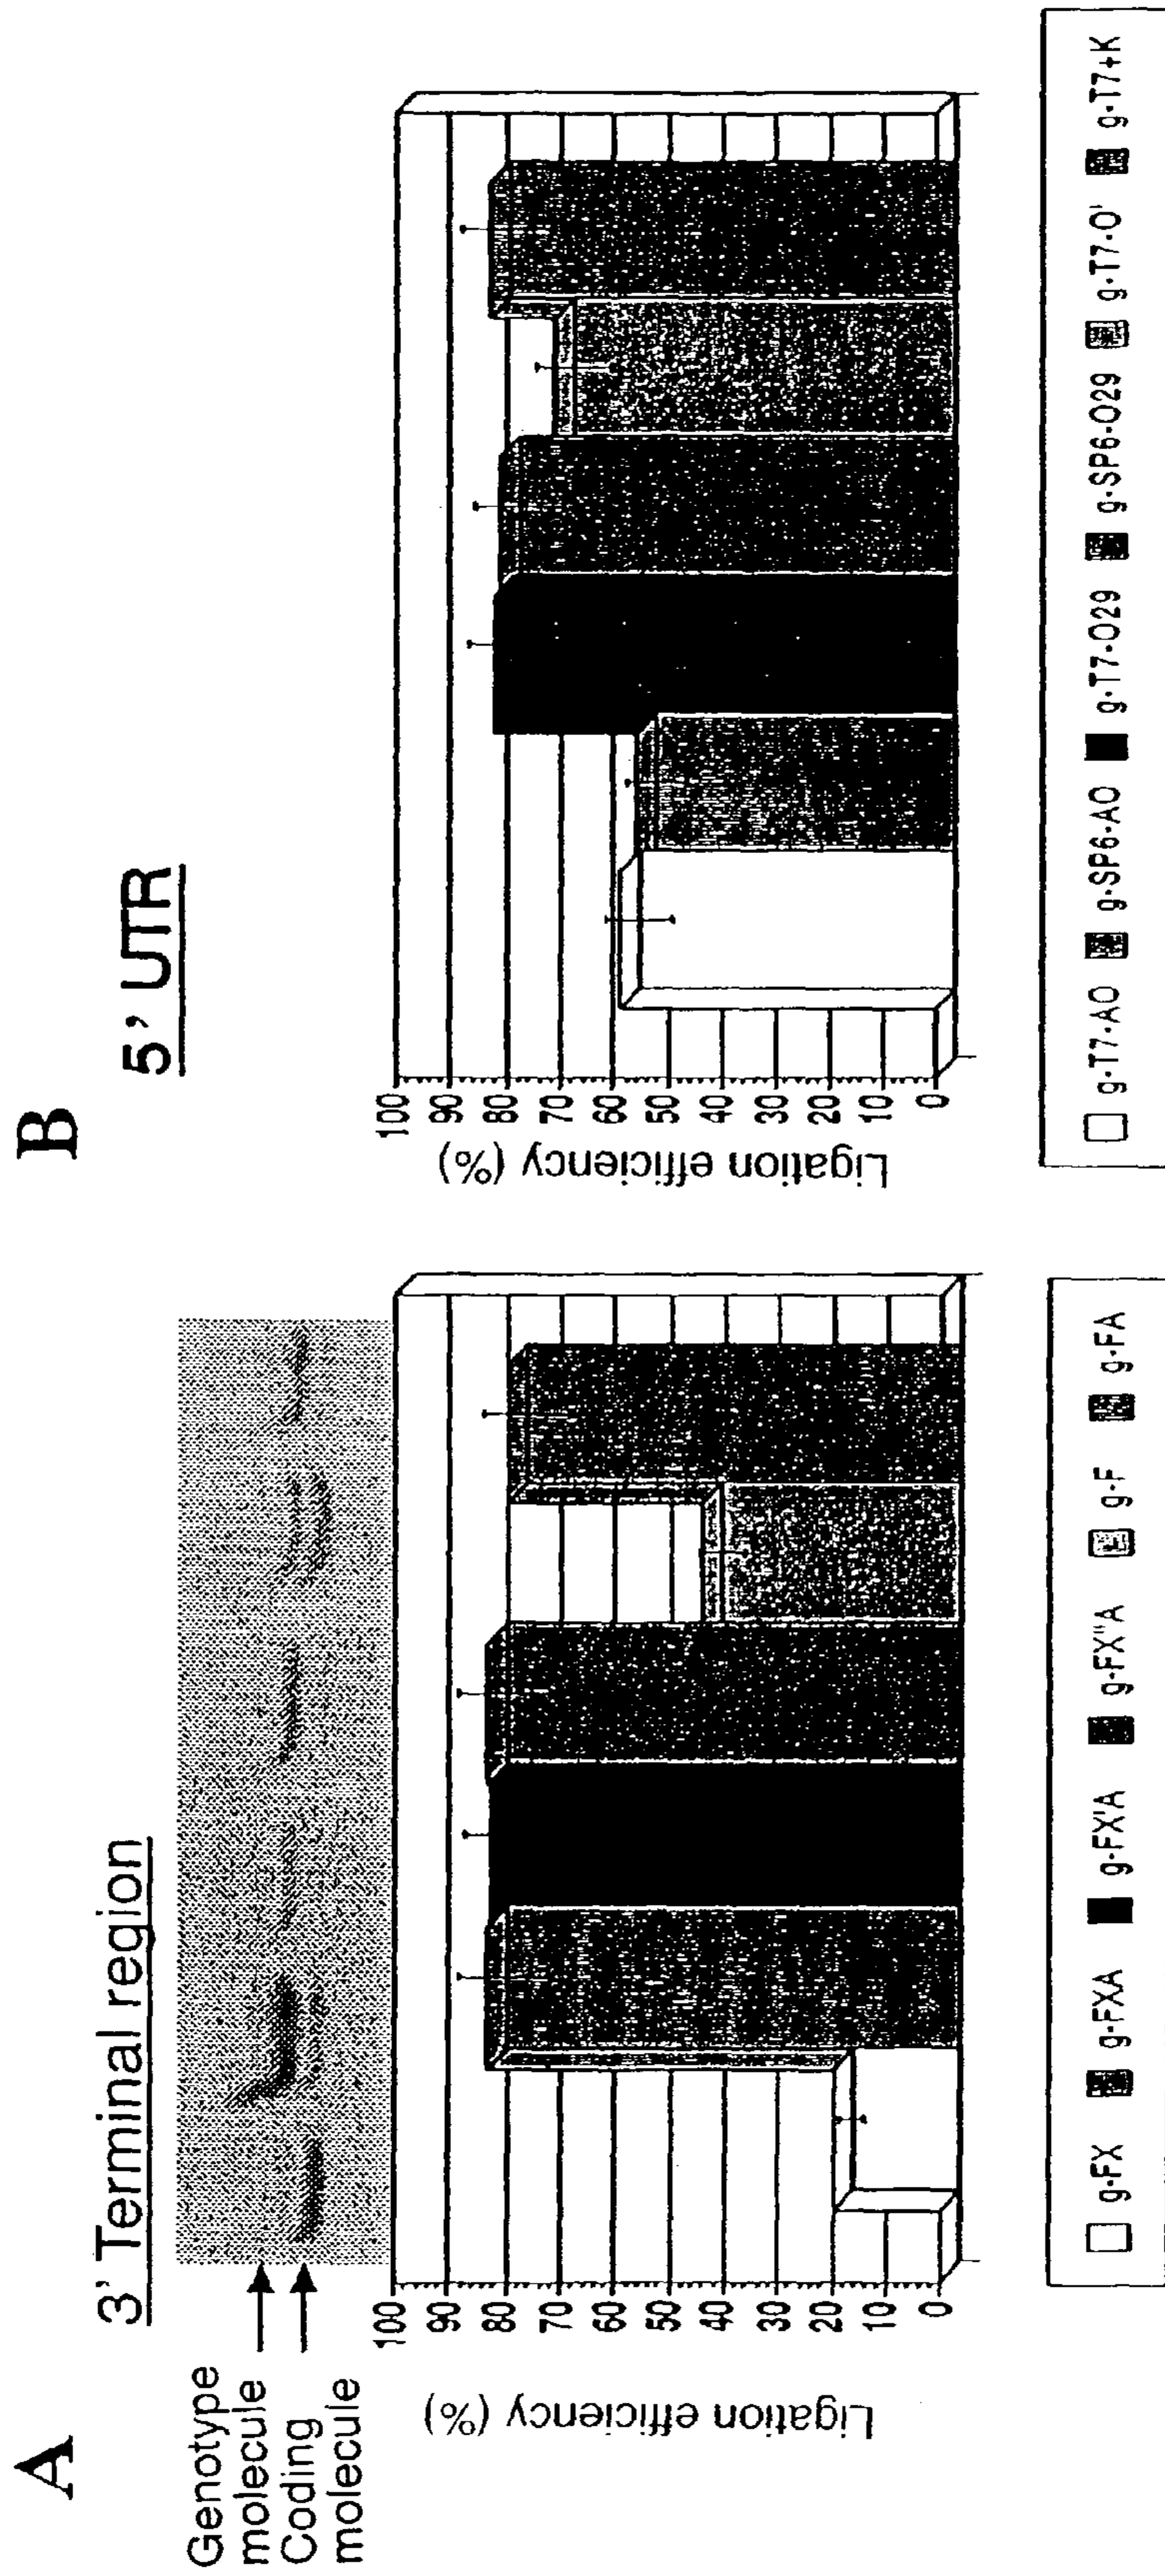 A
3' Terminal region
Genotype
molecule
Coding
molecule
Ligation efficiency (%)
100
90
80
70
60
50
40
30
20
10
0
g-FX g-FXA g-FX'A g-FX"A g-F g-FA
B
5' UTR
Ligation efficiency (%)
100
90
80
70
60
50
40
30
20
10
0
g-T7-AO g-SP6-AO g-T7-O29 g-SP6-O29 g-T7-O' g-T7+K